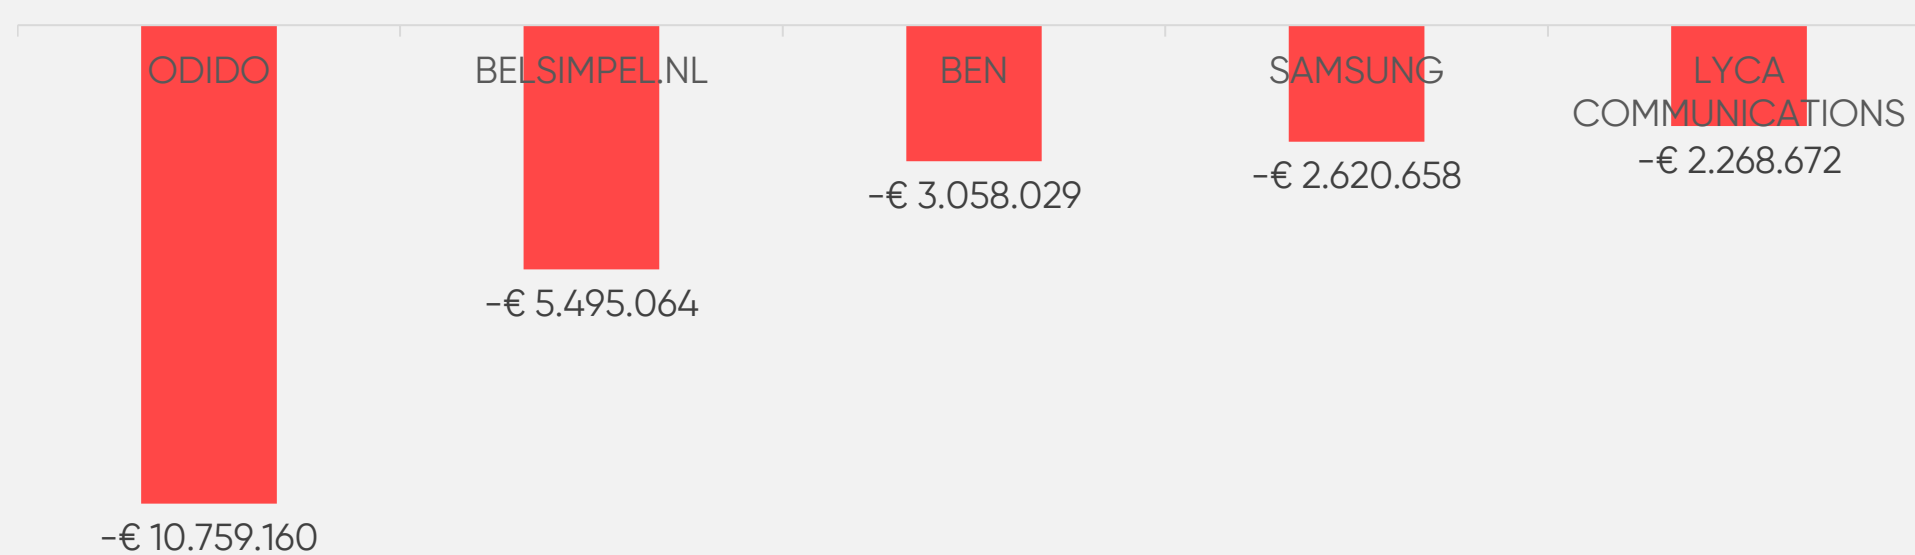 ODIDO
BELSIMPEL.NL
BEN
SAMSUNG
LYCA
COMMUNICATIONS
-€ 2.268.672
-€ 2.620.658
-€ 3.058.029
-€ 5.495.064
-€ 10.759.160